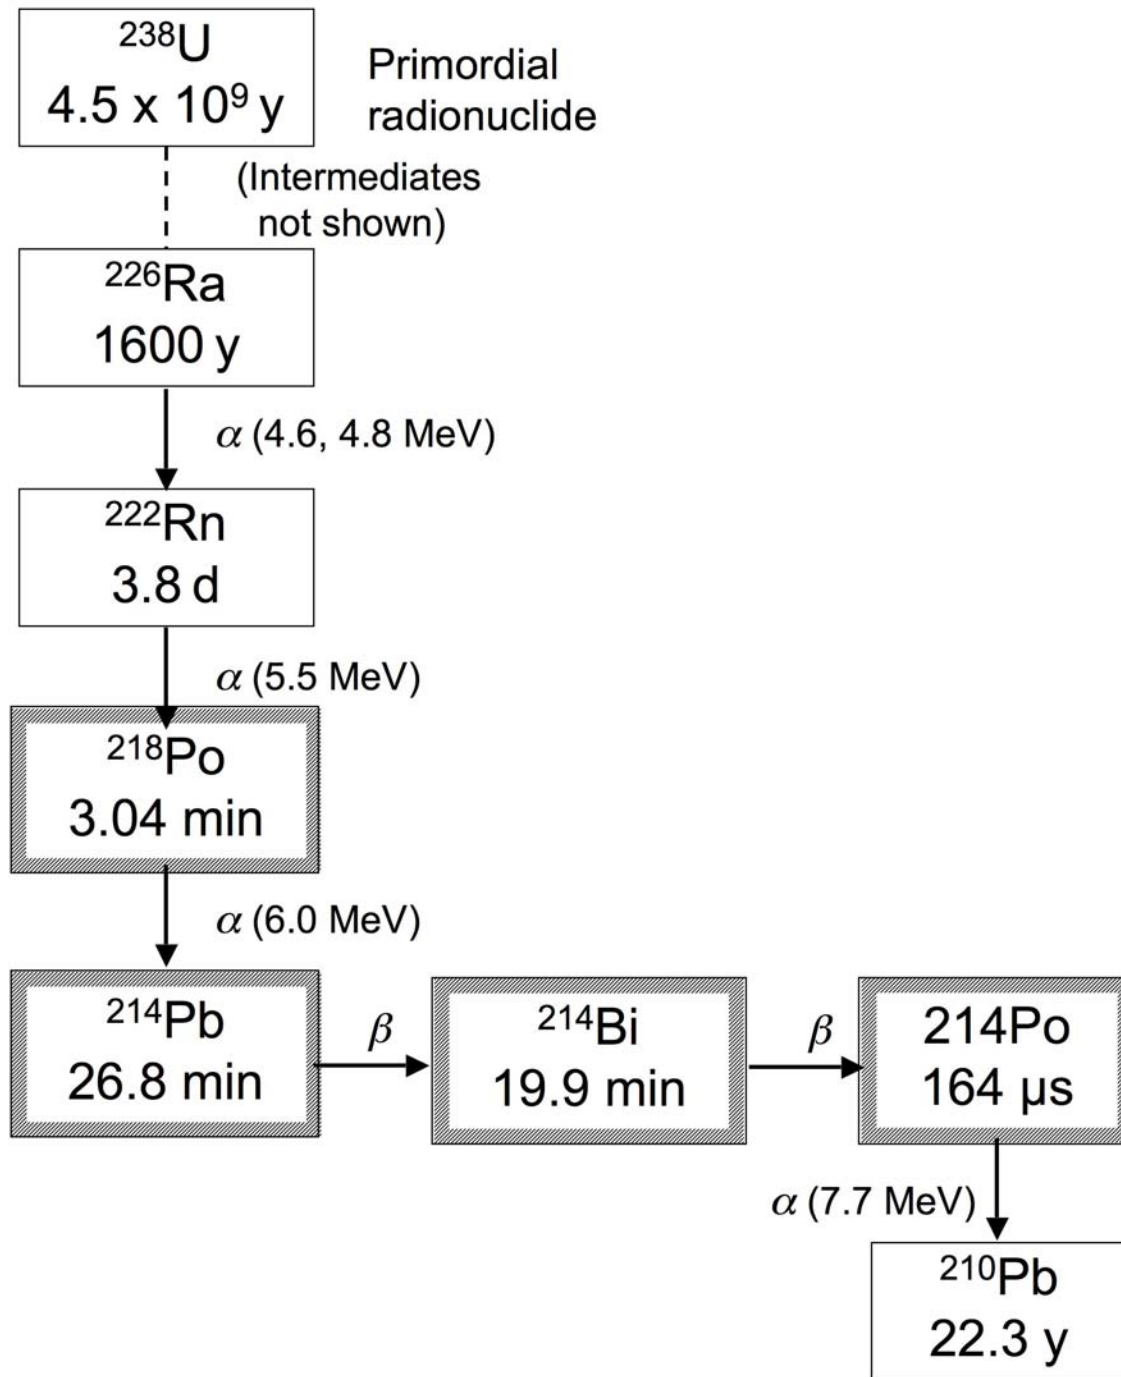 ²³⁸U
4.5 x 10⁹ y
Primordial
radionuclide
(Intermediates
not shown)
²²⁶Ra
1600 y
α (4.6, 4.8 MeV)
²²²Rn
3.8 d
α (5.5 MeV)
²¹⁸Po
3.04 min
α (6.0 MeV)
²¹⁴Pb
26.8 min
β
²¹⁴Bi
19.9 min
β
214Po
164 µs
α (7.7 MeV)
²¹⁰Pb
22.3 y